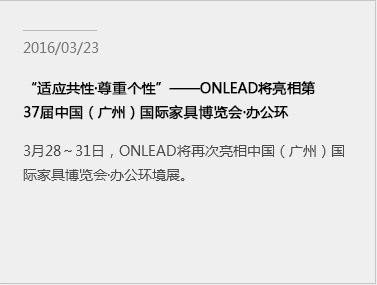 2016/03/23
“适应共性·尊重个性”——ONLEAD将亮相第
37届中国（广州）国际家具博览会·办公环
3月28～31日，ONLEAD将再次亮相中国（广州）国
际家具博览会·办公环境展。